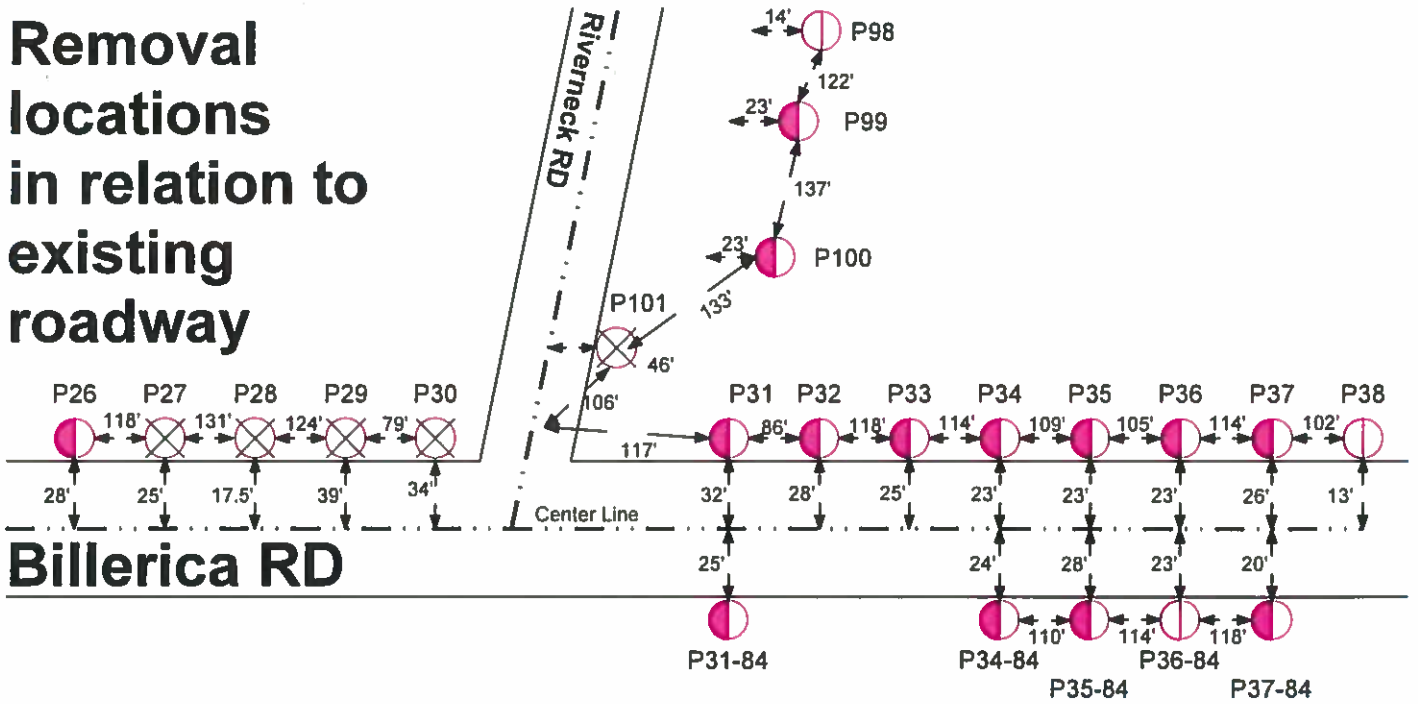 Removal
locations
in relation to
existing
roadway
Riverneck RD
14'
P98
122'
23'
P99
137'
23'
P100
133'
P101
46'
106'
117'
P26
P27
P28
P29
P30
P31
P32
P33
P34
P35
P36
P37
P38
118'
131'
124'
79'
86'
118'
114'
109'
105'
114'
102'
28'
25'
17.5'
39'
34'
32'
28'
25'
23'
23'
23'
26'
13'
Center Line
Billerica RD
25'
24'
28'
23'
20'
110'
114'
118'
P31-84
P34-84
P35-84
P36-84
P37-84